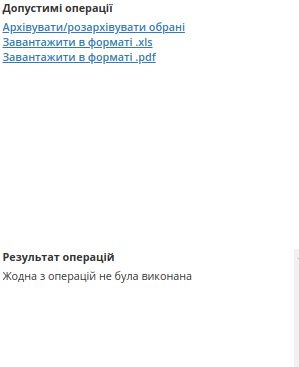 Допустимі операції
Архівувати/розархівувати обрані
Завантажити в форматі .xls
Завантажити в форматі .pdf
Результат операцій
Жодна з операцій не була виконана